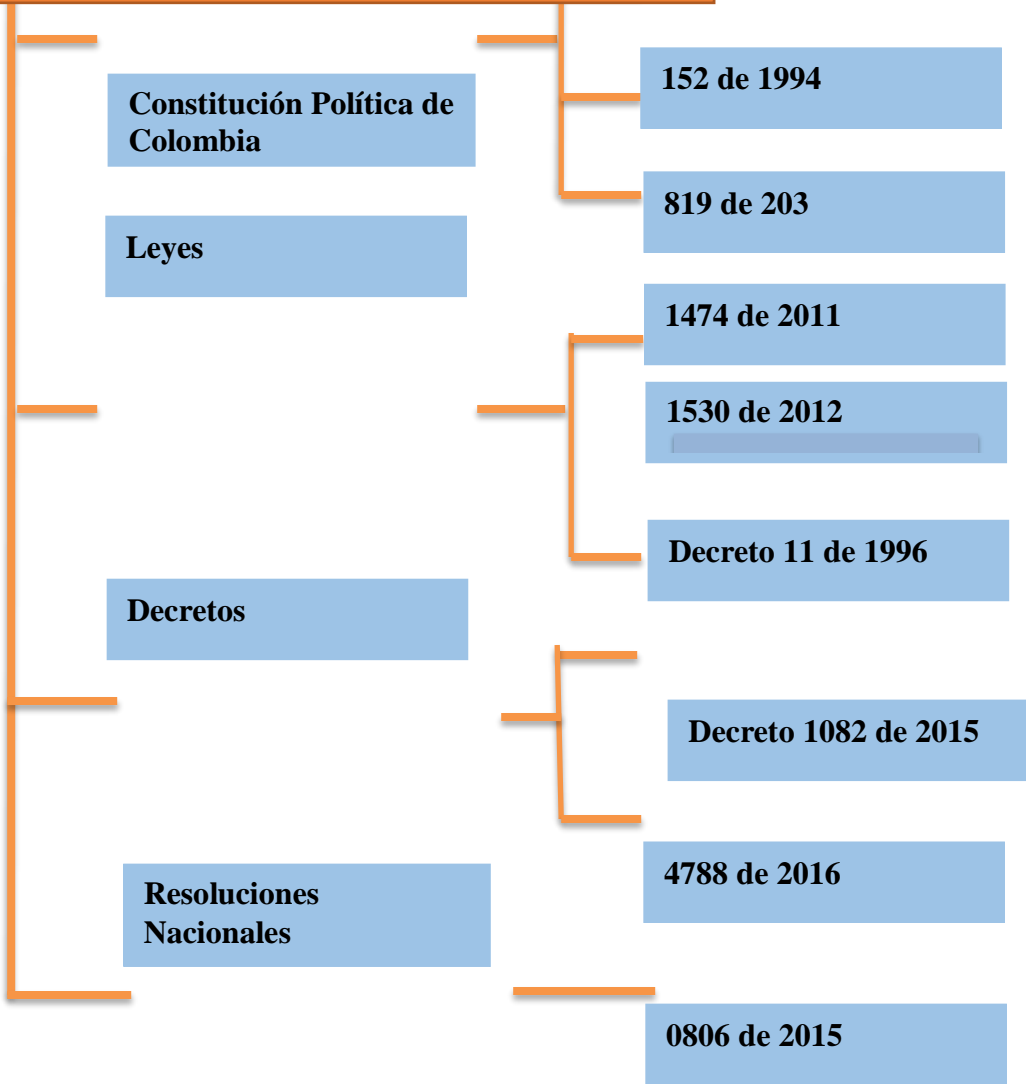 Constitución Política de
Colombia
Leyes
Decretos
Resoluciones
Nacionales
152 de 1994
819 de 203
1474 de 2011
1530 de 2012
Decreto 11 de 1996
Decreto 1082 de 2015
4788 de 2016
0806 de 2015